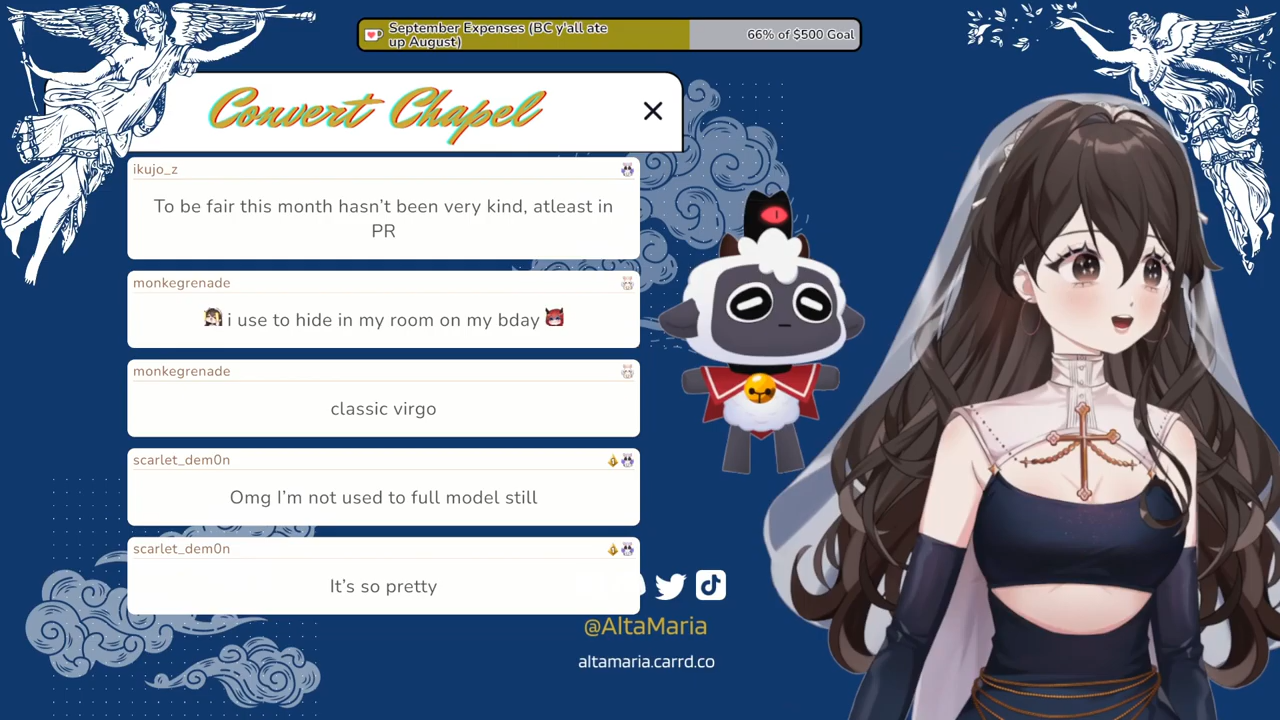 September Expenses (BC y'all ate
up August)
66% of $500 Goal
Convert Chapel
ikujo_z
To be fair this month hasn't been very kind, atleast in
PR
monkegrenade
i use to hide in my room on my bday
monkegrenade
classic virgo
scarlet_dem0n
Omg I'm not used to full model still
scarlet_dem0n
It's so pretty
@AltaMaria
altamaria.carrd.co